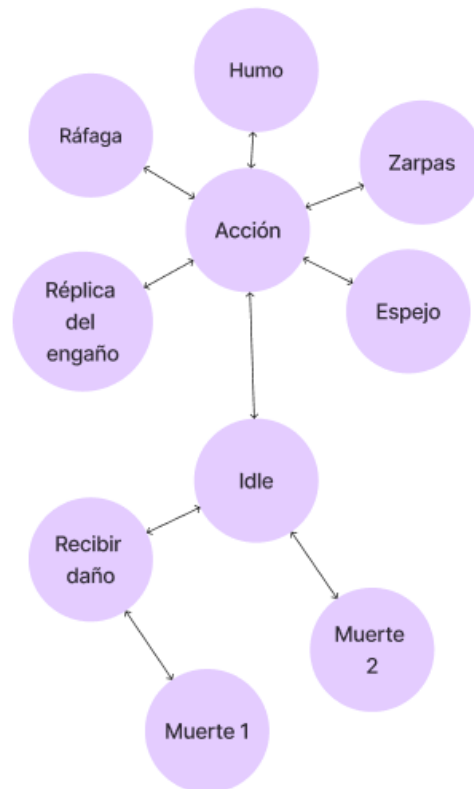 Humo
Ráfaga
Zarpas
Acción
Réplica
del
engaño
Espejo
Idle
Recibir
daño
Muerte
2
Muerte 1